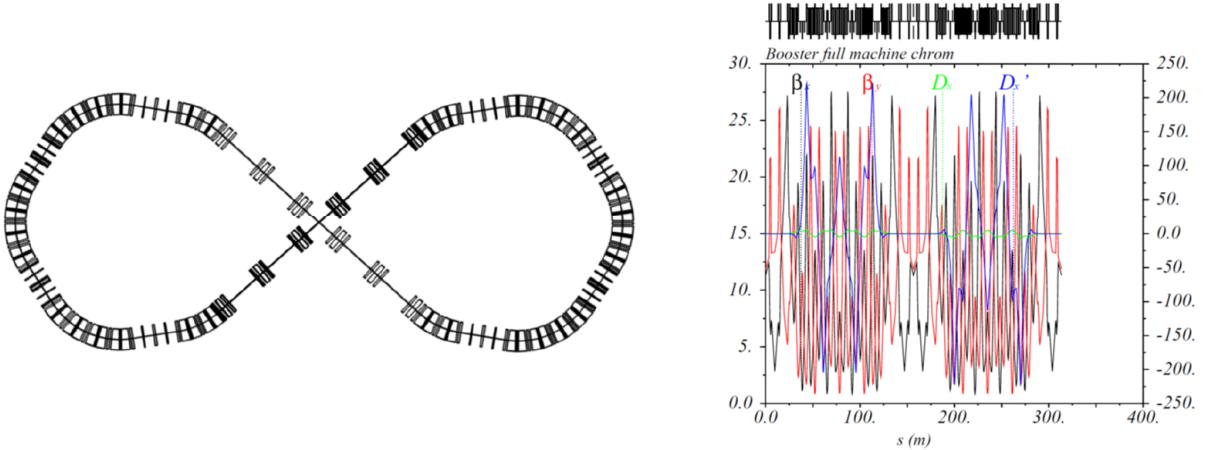 Booster full machine chrom
30. 250.
βx βy Dx Dx’
200.
25. 150.
100.
20. 50.
15. 0.0
-50.
10. -100.
-150.
5. -200.
0.0 -250.
0.0 100. 200. 300. 400.
s (m)